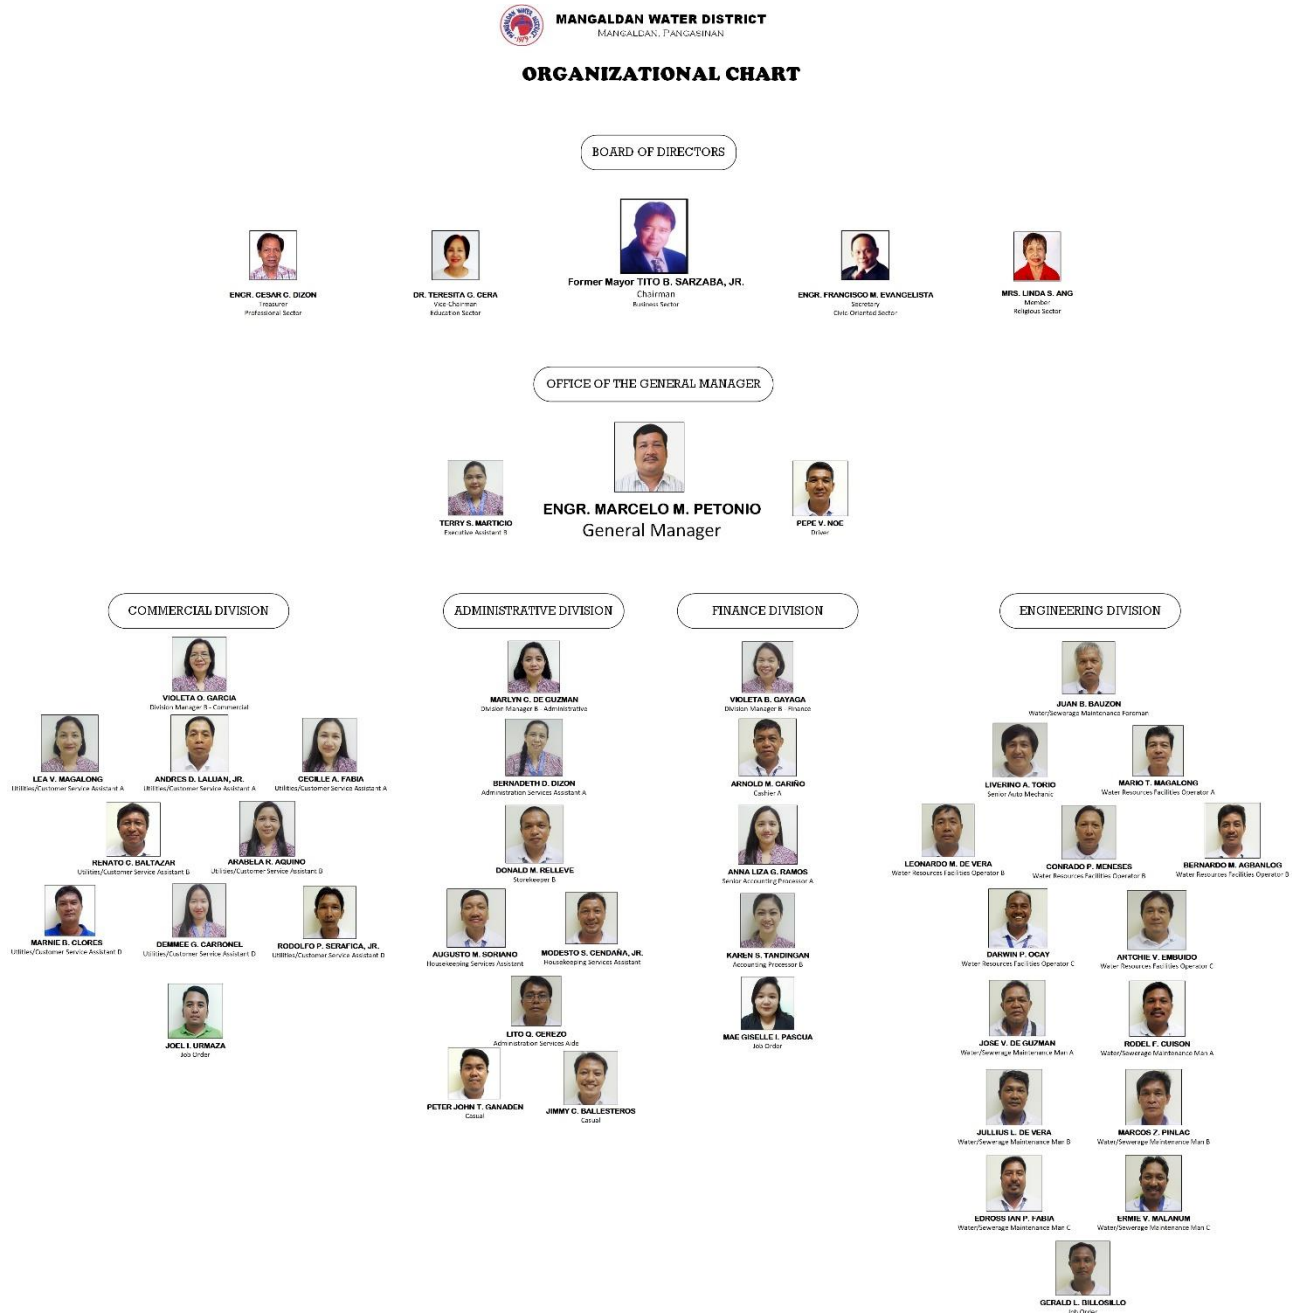 MANGALDAN WATER DISTRICT
MANGALDAN, PANGASINAN
ORGANIZATIONAL CHART
BOARD OF DIRECTORS
Former Mayor TITO B. SARZABA, JR.
Chairman
Business Sector
ENGR. CESAR C. DIZON
Treasurer
Professional Sector
DR. TERESITA G. CERA
Vice-Chairman
Education Sector
ENGR. FRANCISCO M. EVANGELISTA
Secretary
Civic Oriented Sector
MRS. LINDA S. ANG
Member
Religious Sector
OFFICE OF THE GENERAL MANAGER
TERRY S. MARTICIO
Executive Assistant B
ENGR. MARCELO M. PETONIO
General Manager
PEPE V. NOE
Driver
COMMERCIAL DIVISION
VIOLETA O. GARCIA
Division Manager B - Commercial
LEA V. MAGALONG
Utilities/Customer Service Assistant A
ANDRES D. LALUAN, JR.
Utilities/Customer Service Assistant A
CECILLE A. FABIA
Utilities/Customer Service Assistant A
RENATO C. BALTAZAR
Utilities/Customer Service Assistant B
ARABELA R. AQUINO
Utilities/Customer Service Assistant B
MARNIE B. CLORES
Utilities/Customer Service Assistant D
DEMMEE G. CARBONEL
Utilities/Customer Service Assistant D
RODOLFO P. SERAFICA, JR.
Utilities/Customer Service Assistant D
JOEL I. URMAZA
Job Order
ADMINISTRATIVE DIVISION
MARLYN C. DE GUZMAN
Division Manager B - Administrative
BERNADETH D. DIZON
Administration Services Assistant A
DONALD M. RELLEVE
Storekeeper B
AUGUSTO M. SORIANO
Housekeeping Services Assistant
MODESTO S. CENDAÑA, JR.
Housekeeping Services Assistant
LITO Q. CEREZO
Administration Services Aide
PETER JOHN T. GANADEN
Casual
JIMMY C. BALLESTEROS
Casual
FINANCE DIVISION
VIOLETA B. GAYAGA
Division Manager B - Finance
ARNOLD M. CARIÑO
Cashier A
ANNA LIZA G. RAMOS
Senior Accounting Processor A
KAREN S. TANDINGAN
Accounting Processor B
MAE GISELLE I. PASCUA
Job Order
ENGINEERING DIVISION
JUAN B. BAUZON
Water/Sewerage Maintenance Foreman
LIVERINO A. TORIO
Senior Auto Mechanic
MARIO T. MAGALONG
Water Resources Facilities Operator A
LEONARDO M. DE VERA
Water Resources Facilities Operator B
CONRADO P. MENESES
Water Resources Facilities Operator B
BERNARDO M. AGBANLOG
Water Resources Facilities Operator B
DARWIN P. OCAY
Water Resources Facilities Operator C
ARTCHIE V. EMBUIDO
Water Resources Facilities Operator C
JOSE V. DE GUZMAN
Water/Sewerage Maintenance Man A
RODEL F. CUISON
Water/Sewerage Maintenance Man A
JULLIUS L. DE VERA
Water/Sewerage Maintenance Man B
MARCOS Z. PINLAC
Water/Sewerage Maintenance Man B
EDROSS IAN P. FABIA
Water/Sewerage Maintenance Man C
ERMIE V. MALANUM
Water/Sewerage Maintenance Man C
GERALD L. BILLOSILLO
Job Order